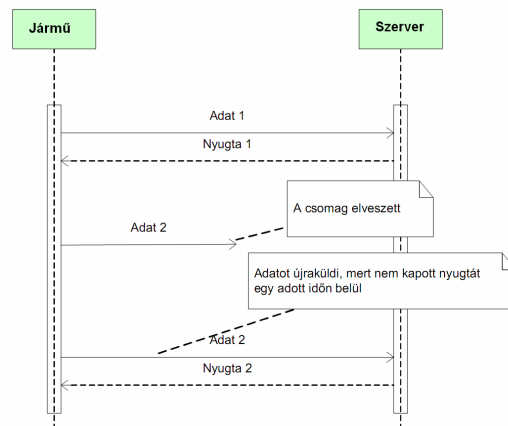 Jármű
Szerver
Adat 1
Nyugta 1
A csomag elveszett
Adat 2
Adatot újraküldi, mert nem kapott nyugtát
egy adott időn belül
Adat 2
Nyugta 2